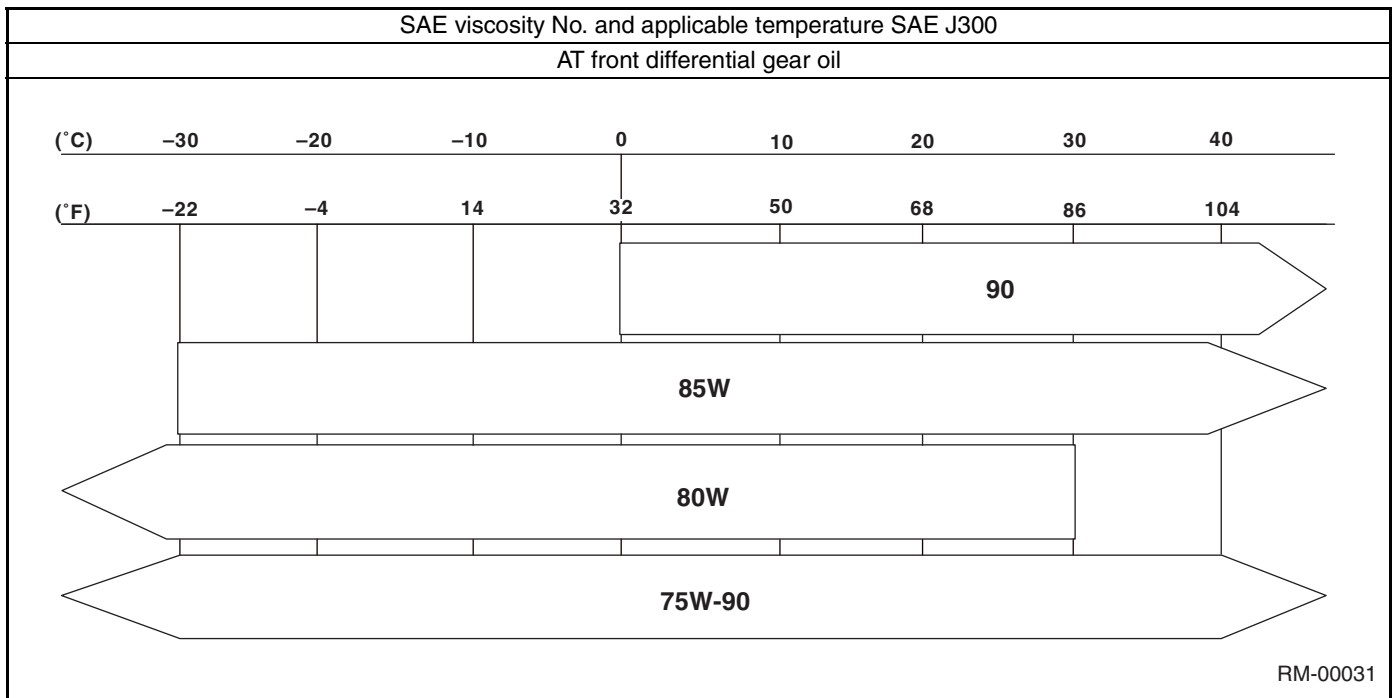 SAE viscosity No. and applicable temperature SAE J300
AT front differential gear oil
(˚C) –30 –20 –10 0 10 20 30 40
(˚F) –22 –4 14 32 50 68 86 104
90
85W
80W
75W-90
RM-00031